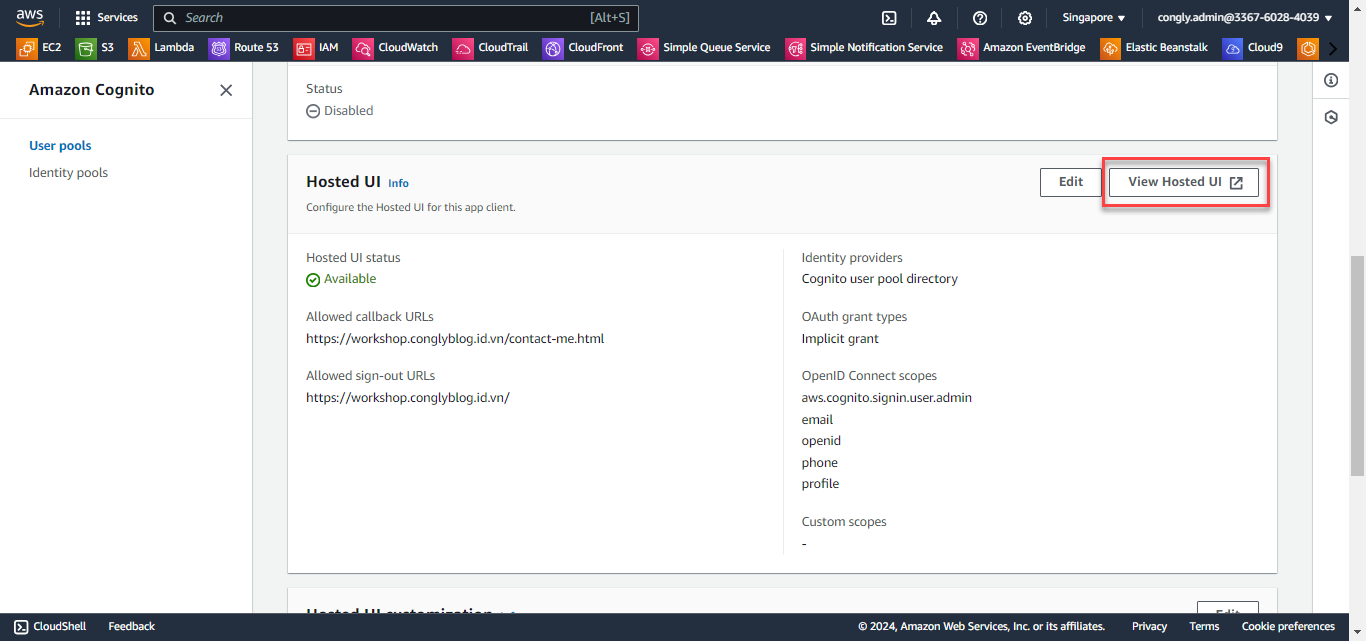 aws
Services
Search [Alt+S]
Singapore
congly.admin@3367-6028-4039
EC2 S3 Lambda Route 53 IAM CloudWatch CloudTrail CloudFront Simple Queue Service Simple Notification Service Amazon EventBridge Elastic Beanstalk Cloud9
Amazon Cognito
User pools
Identity pools
Status
Disabled
Hosted UI Info
Configure the Hosted UI for this app client.
Edit
View Hosted UI
Hosted UI status
Available
Allowed callback URLs
https://workshop.conglyblog.id.vn/contact-me.html
Allowed sign-out URLs
https://workshop.conglyblog.id.vn/
Identity providers
Cognito user pool directory
OAuth grant types
Implicit grant
OpenID Connect scopes
aws.cognito.signin.user.admin
email
openid
phone
profile
Custom scopes
-
Hosted UI customization
Edit
CloudShell Feedback
© 2024, Amazon Web Services, Inc. or its affiliates. Privacy Terms Cookie preferences